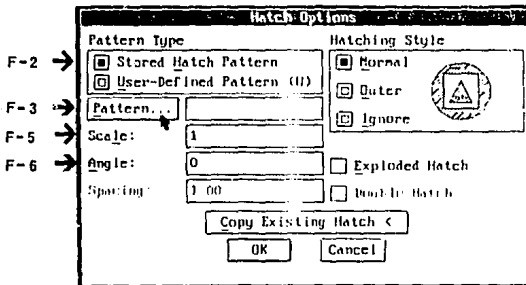 Hatch Options
Pattern Type
Hatching Style
F-2
Stored Hatch Pattern
Normal
User-Defined Pattern (U)
Outer
F-3
Pattern...
Ignore
F-5
Scale:
1
F-6
Angle:
0
Exploded Hatch
Spacing:
1.00
Double Hatch
Copy Existing Hatch <
OK
Cancel